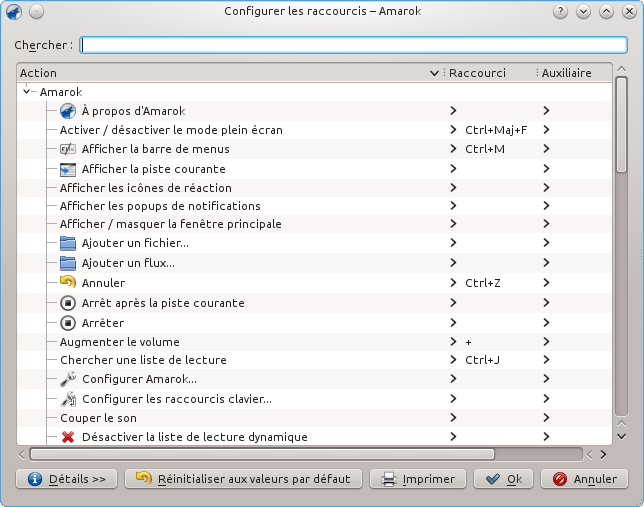 Configurer les raccourcis – Amarok
Chercher :
Action Raccourci Auxiliaire
Amarok
À propos d'Amarok
Activer / désactiver le mode plein écran Ctrl+Maj+F
Afficher la barre de menus Ctrl+M
Afficher la piste courante
Afficher les icônes de réaction
Afficher les popups de notifications
Afficher / masquer la fenêtre principale
Ajouter un fichier...
Ajouter un flux...
Annuler Ctrl+Z
Arrêt après la piste courante
Arrêter
Augmenter le volume +
Chercher une liste de lecture Ctrl+J
Configurer Amarok...
Configurer les raccourcis clavier...
Couper le son
Désactiver la liste de lecture dynamique
Détails >> Réinitialiser aux valeurs par défaut Imprimer Ok Annuler